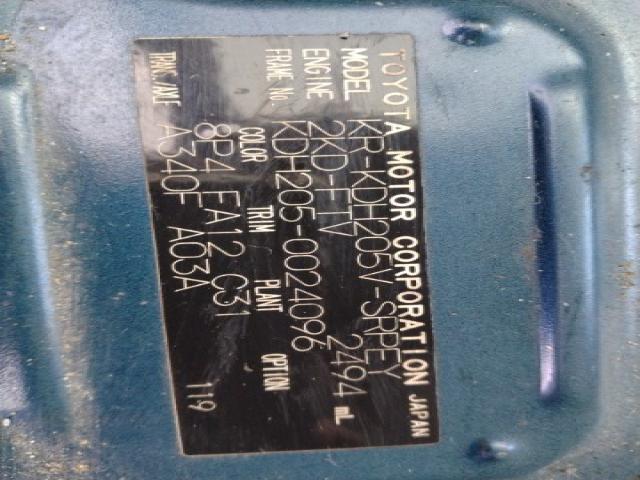 TOYOTA MOTOR CORPORATION JAPAN
MODEL KR-KDH205V-SRPEY
ENGINE 2KD-FTV 2494 mL
FRAME No. KDH205-0024096
COLOR TRIM PLANT OPTION
8P4 FA12 C31
TRANS./AXLE A340E A03A 119